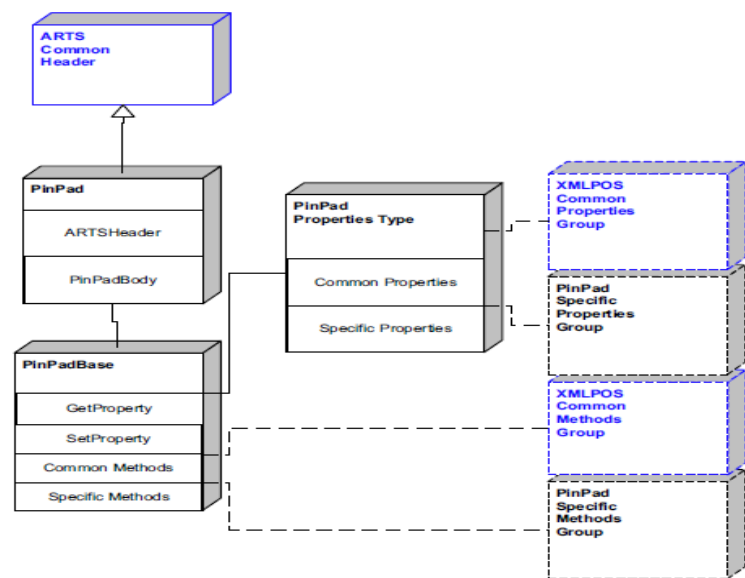 ARTS
Common
Header
PinPad
ARTSHeader
PinPadBody
PinPad
Properties Type
Common Properties
Specific Properties
XMLPOS
Common
Properties
Group
PinPad
Specific
Properties
Group
PinPadBase
GetProperty
SetProperty
Common Methods
Specific Methods
XMLPOS
Common
Methods
Group
PinPad
Specific
Methods
Group